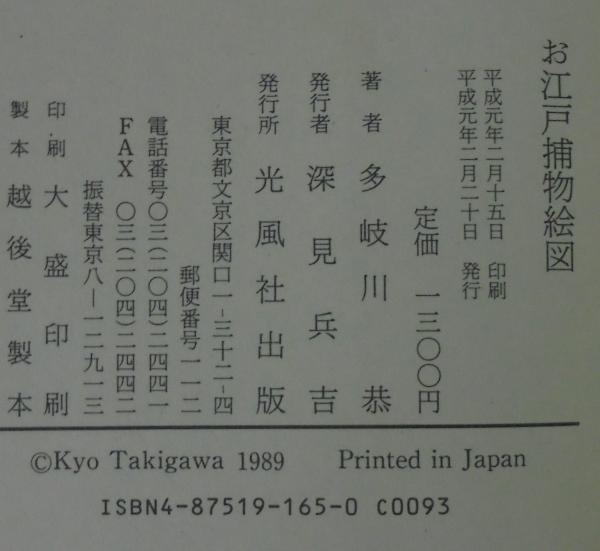 お江戸捕物絵図
平成元年二月十五日 印刷
平成元年二月二十日 発行
定価 一三〇〇円
著者 多岐川 恭
発行者 深見兵吉
発行所 光風社出版
東京都文京区関口一-三十二-四
郵便番号一一二
電話番号〇三(二〇四)二四四一
FAX 〇三(二〇四)二四四二
振替東京八―一二九一三
印刷 大盛印刷
製本 越後堂製本
©Kyo Takigawa 1989 Printed in Japan
ISBN4-87519-165-0 C0093